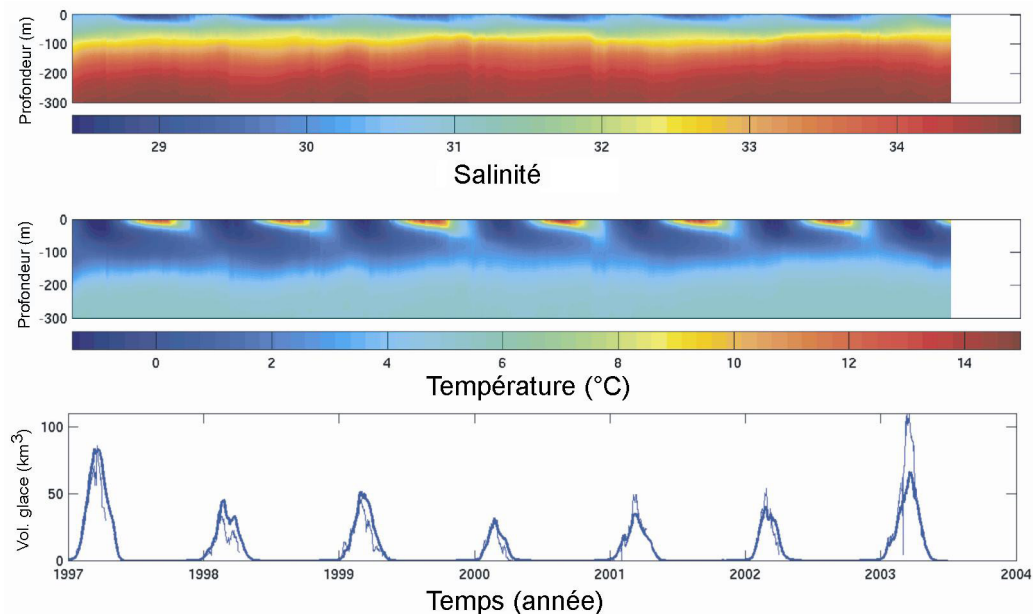 Profondeur (m)
0
-100
-200
-300
29 30 31 32 33 34
Salinité
Profondeur (m)
0
-100
-200
-300
0 2 4 6 8 10 12 14
Température (°C)
Vol. glace (km³)
100
50
0
1997 1998 1999 2000 2001 2002 2003 2004
Temps (année)